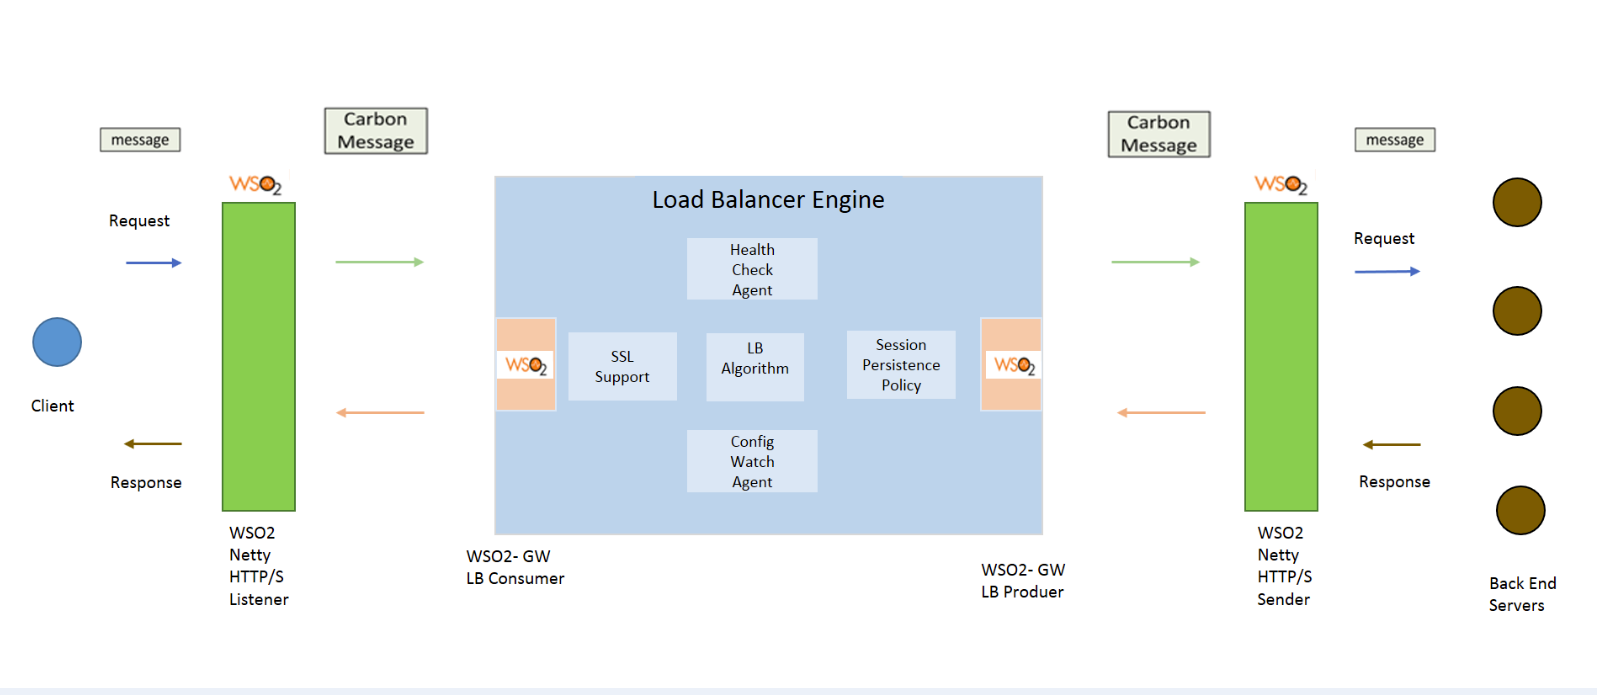 message
Carbon
Message
Carbon
Message
message
WSO2
WSO2
Request
Load Balancer Engine
Request
Health
Check
Agent
Client
WSO2
SSL
Support
LB
Algorithm
Session
Persistence
Policy
WSO2
Config
Watch
Agent
Response
Response
WSO2
Netty
HTTP/S
Listener
WSO2- GW
LB Consumer
WSO2- GW
LB Produer
WSO2
Netty
HTTP/S
Sender
Back End
Servers